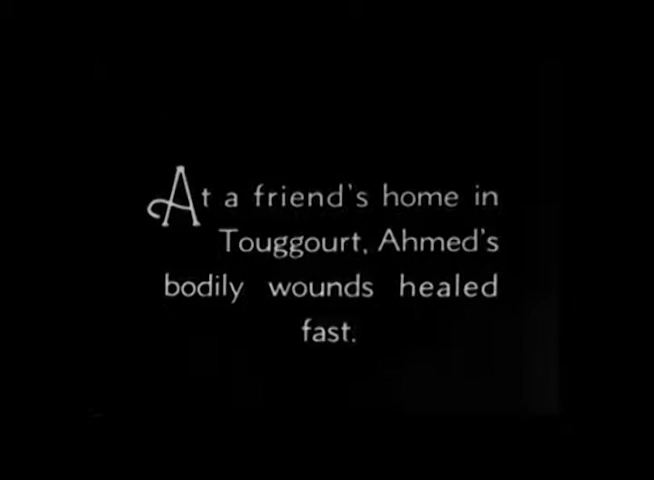 At a friend's home in
Touggourt, Ahmed's
bodily wounds healed
fast.